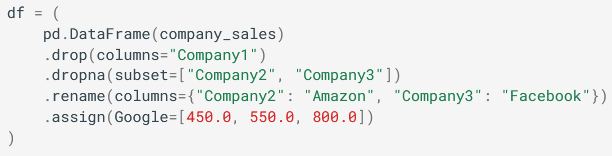 df = (
    pd.DataFrame(company_sales)
    .drop(columns="Company1")
    .dropna(subset=["Company2", "Company3"])
    .rename(columns={"Company2": "Amazon", "Company3": "Facebook"})
    .assign(Google=[450.0, 550.0, 800.0])
)